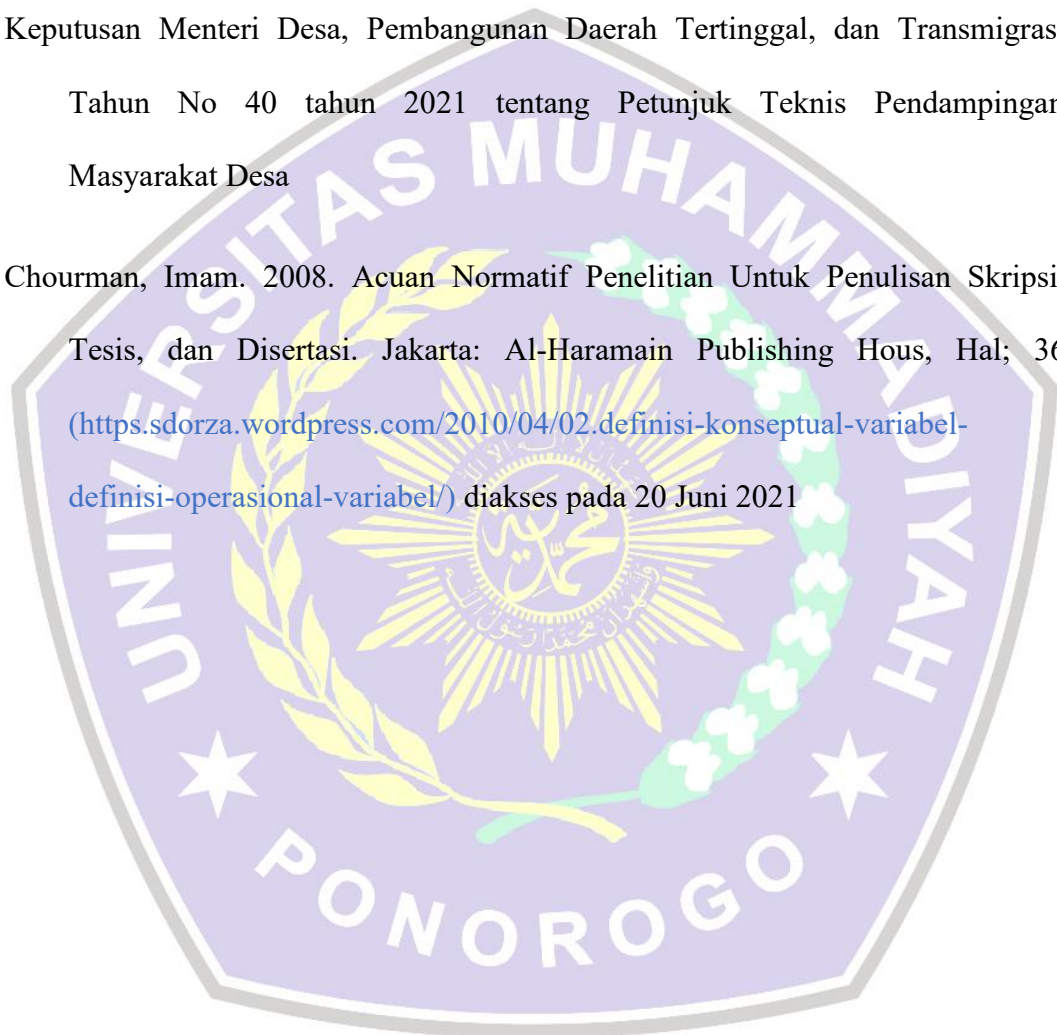 Keputusan Menteri Desa, Pembangunan Daerah Tertinggal, dan Transmigras
Tahun No 40 tahun 2021 tentang Petunjuk Teknis Pendampingan
Masyarakat Desa
Chourman, Imam. 2008. Acuan Normatif Penelitian Untuk Penulisan Skripsi
Tesis, dan Disertasi. Jakarta: Al-Haramain Publishing Hous, Hal; 36
(https.sdorza.wordpress.com/2010/04/02.definisi-konseptual-variabel-
definisi-operasional-variabel/) diakses pada 20 Juni 2021
UNIVERSITAS MUHAMMADIYAH
PONOROGO